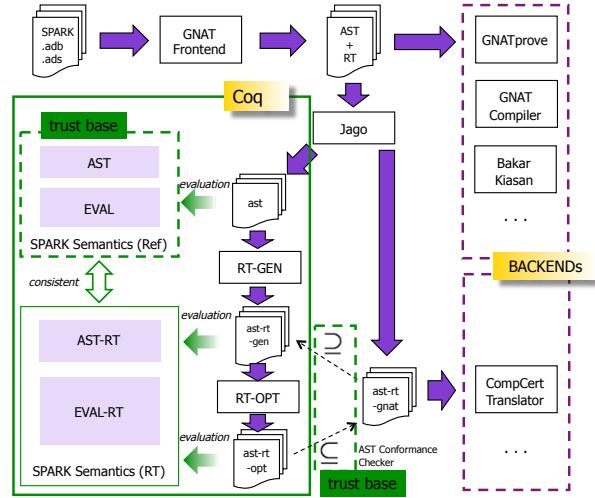 SPARK
.adb
.ads
GNAT
Frontend
AST
+
RT
GNATprove
GNAT
Compiler
Bakar
Kiasan
. . .
BACKENDs
Coq
Jago
trust base
AST
EVAL
SPARK Semantics (Ref)
evaluation
ast
RT-GEN
consistent
evaluation
ast-rt
-gen
AST-RT
RT-OPT
EVAL-RT
evaluation
ast-rt
-opt
SPARK Semantics (RT)
⊇
⊆
ast-rt
-gnat
AST Conformance
Checker
trust base
CompCert
Translator
. . .